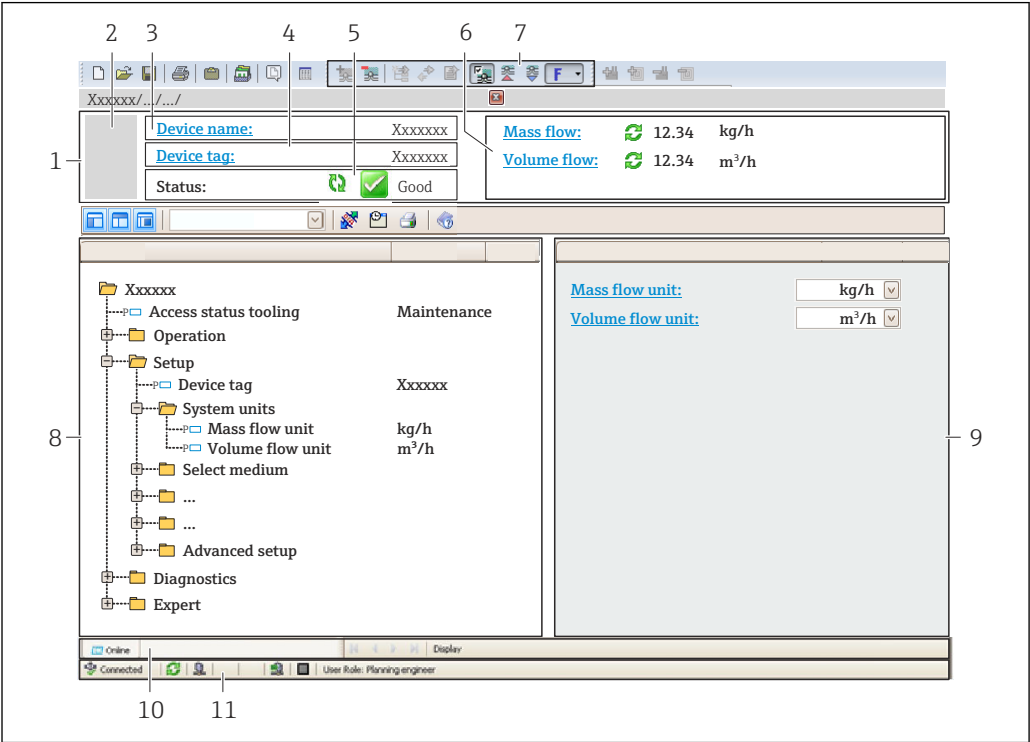 2 3 4 5 6 7
F
Xxxxxx/.../.../
1
Device name: Xxxxxxx
Device tag: Xxxxxxx
Status: Good
Mass flow: 12.34 kg/h
Volume flow: 12.34 m³/h
Xxxxxx
P Access status tooling Maintenance
Operation
Setup
P Device tag Xxxxxx
System units
P Mass flow unit kg/h
P Volume flow unit m³/h
Select medium
...
...
Advanced setup
Diagnostics
Expert
8
Mass flow unit: kg/h
Volume flow unit: m³/h
9
Online Display
Connected User Role: Planning engineer
10 11